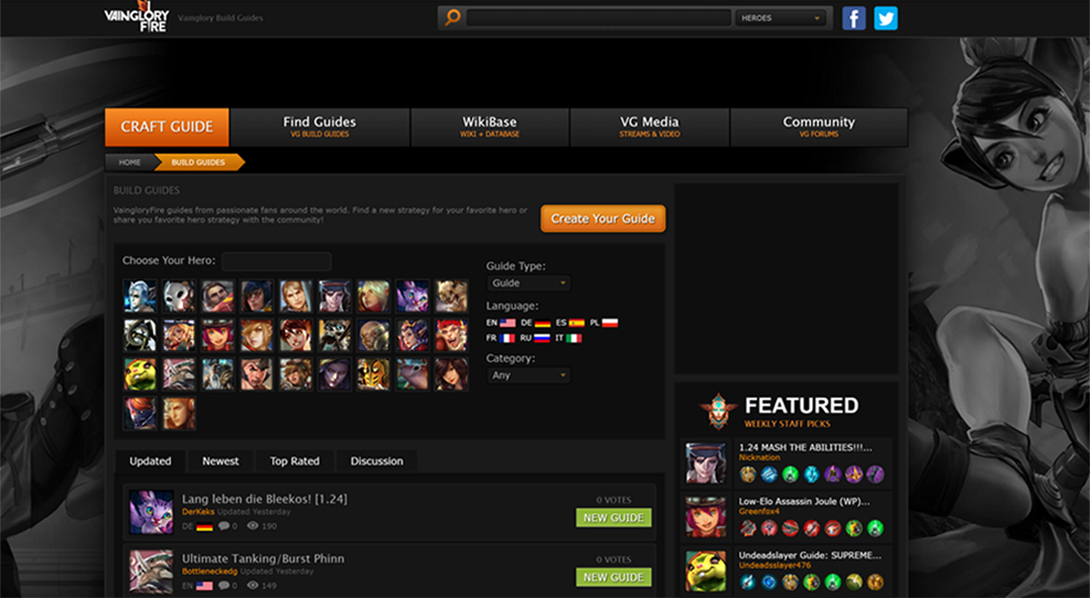 VAINGLORY
FIRE
Vainglory Build Guides
HEROES
CRAFT GUIDE
Find Guides
VG BUILD GUIDES
WikiBase
WIKI + DATABASE
VG Media
STREAMS & VIDEO
Community
VG FORUMS
HOME
BUILD GUIDES
BUILD GUIDES
VaingloryFire guides from passionate fans around the world. Find a new strategy for your favorite hero or
share you favorite hero strategy with the community!
Create Your Guide
Choose Your Hero:
Guide Type:
Guide
Language:
EN DE ES PL
FR RU IT
Category:
Any
Updated
Newest
Top Rated
Discussion
Lang leben die Bleekos! [1.24]
DerKeks Updated Yesterday
DE 0 190
0 VOTES
NEW GUIDE
Ultimate Tanking/Burst Phinn
Bottleneckedg Updated Yesterday
EN 0 149
0 VOTES
NEW GUIDE
FEATURED
WEEKLY STAFF PICKS
1.24 MASH THE ABILITIES!!!...
Nicknation
Low-Elo Assassin Joule (WP)...
Greenfox4
Undeadslayer Guide: SUPREME...
Undeadsslayer476